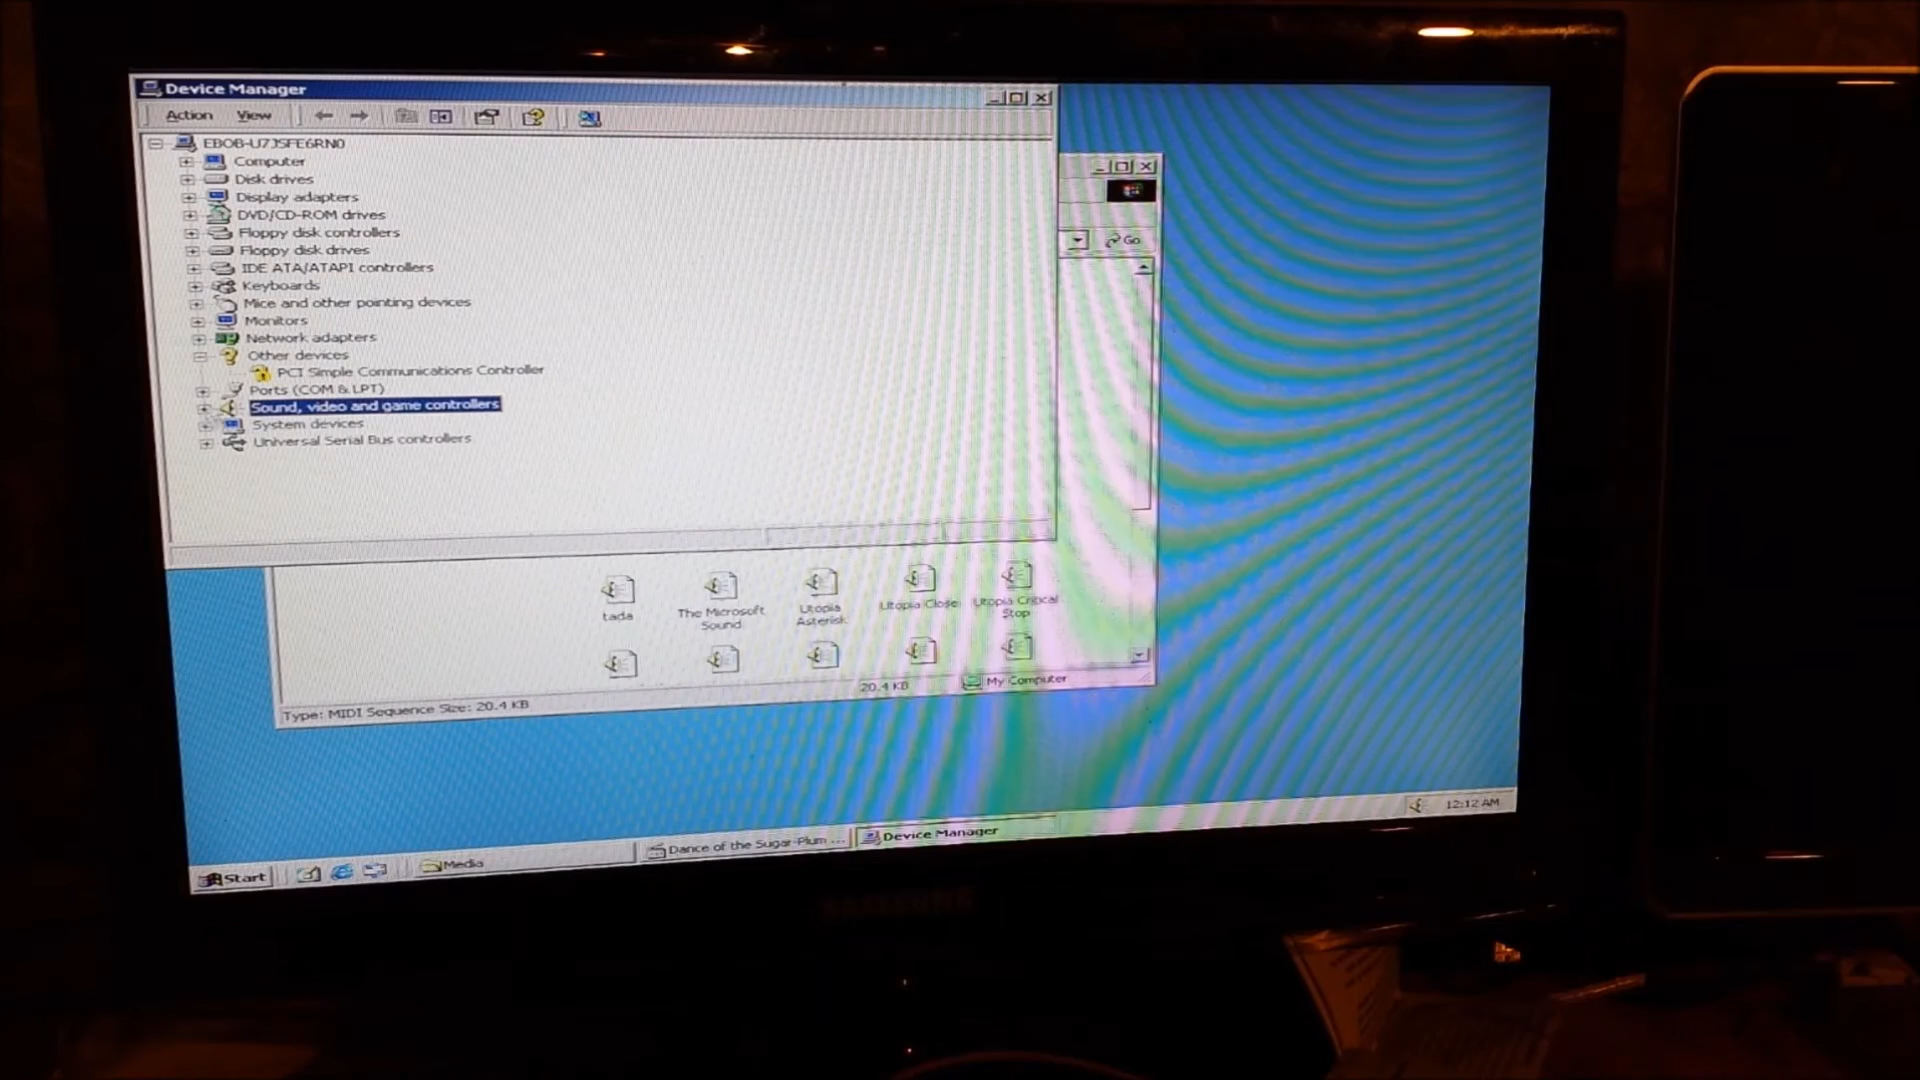 Device Manager
Action View
EBOB-U7JSFE6RN0
Computer
Disk drives
Display adapters
DVD/CD-ROM drives
Floppy disk controllers
Floppy disk drives
IDE ATA/ATAPI controllers
Keyboards
Mice and other pointing devices
Monitors
Network adapters
Other devices
PCI Simple Communications Controller
Ports (COM & LPT)
Sound, video and game controllers
System devices
Universal Serial Bus controllers
Go
tada
The Microsoft
Sound
Utopia
Asterisk
Utopia Close
Utopia Critical
Stop
Type: MIDI Sequence Size: 20.4 KB
20.4 KB
My Computer
Start
Media
Dance of the Sugar-Plum ...
Device Manager
12:12 AM
SAMSUNG